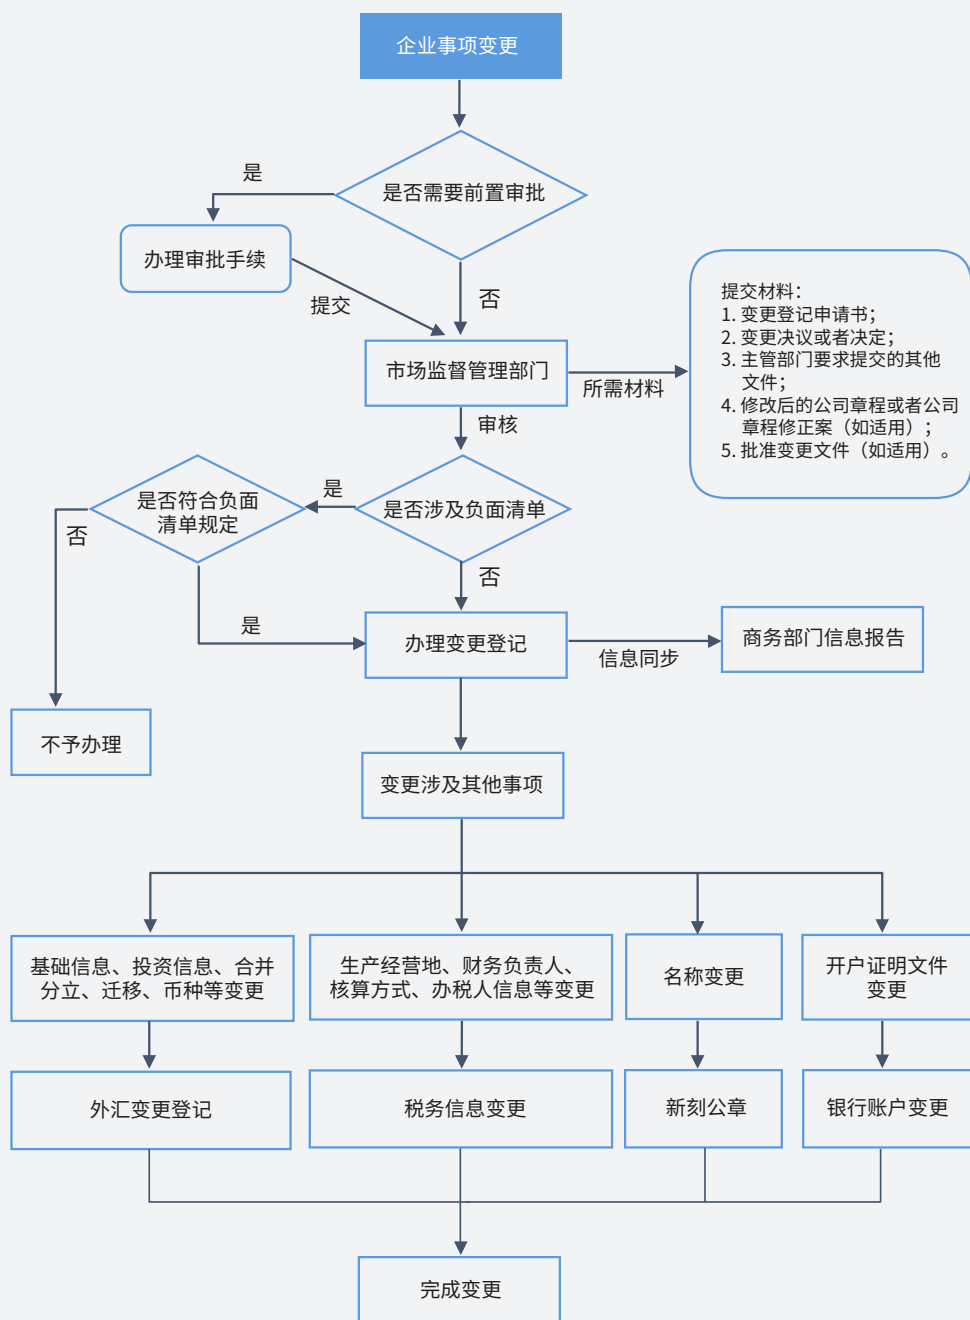 企业事项变更
是
是否需要前置审批
办理审批手续
提交
否
提交材料：
1. 变更登记申请书；
2. 变更决议或者决定；
3. 主管部门要求提交的其他
文件；
4. 修改后的公司章程或者公司
章程修正案（如适用）；
5. 批准变更文件（如适用）。
市场监督管理部门
所需材料
审核
是否符合负面
清单规定
是
是否涉及负面清单
否
否
是
办理变更登记
信息同步
商务部门信息报告
不予办理
变更涉及其他事项
基础信息、投资信息、合并
分立、迁移、币种等变更
生产经营地、财务负责人、
核算方式、办税人信息等变更
名称变更
开户证明文件
变更
外汇变更登记
税务信息变更
新刻公章
银行账户变更
完成变更